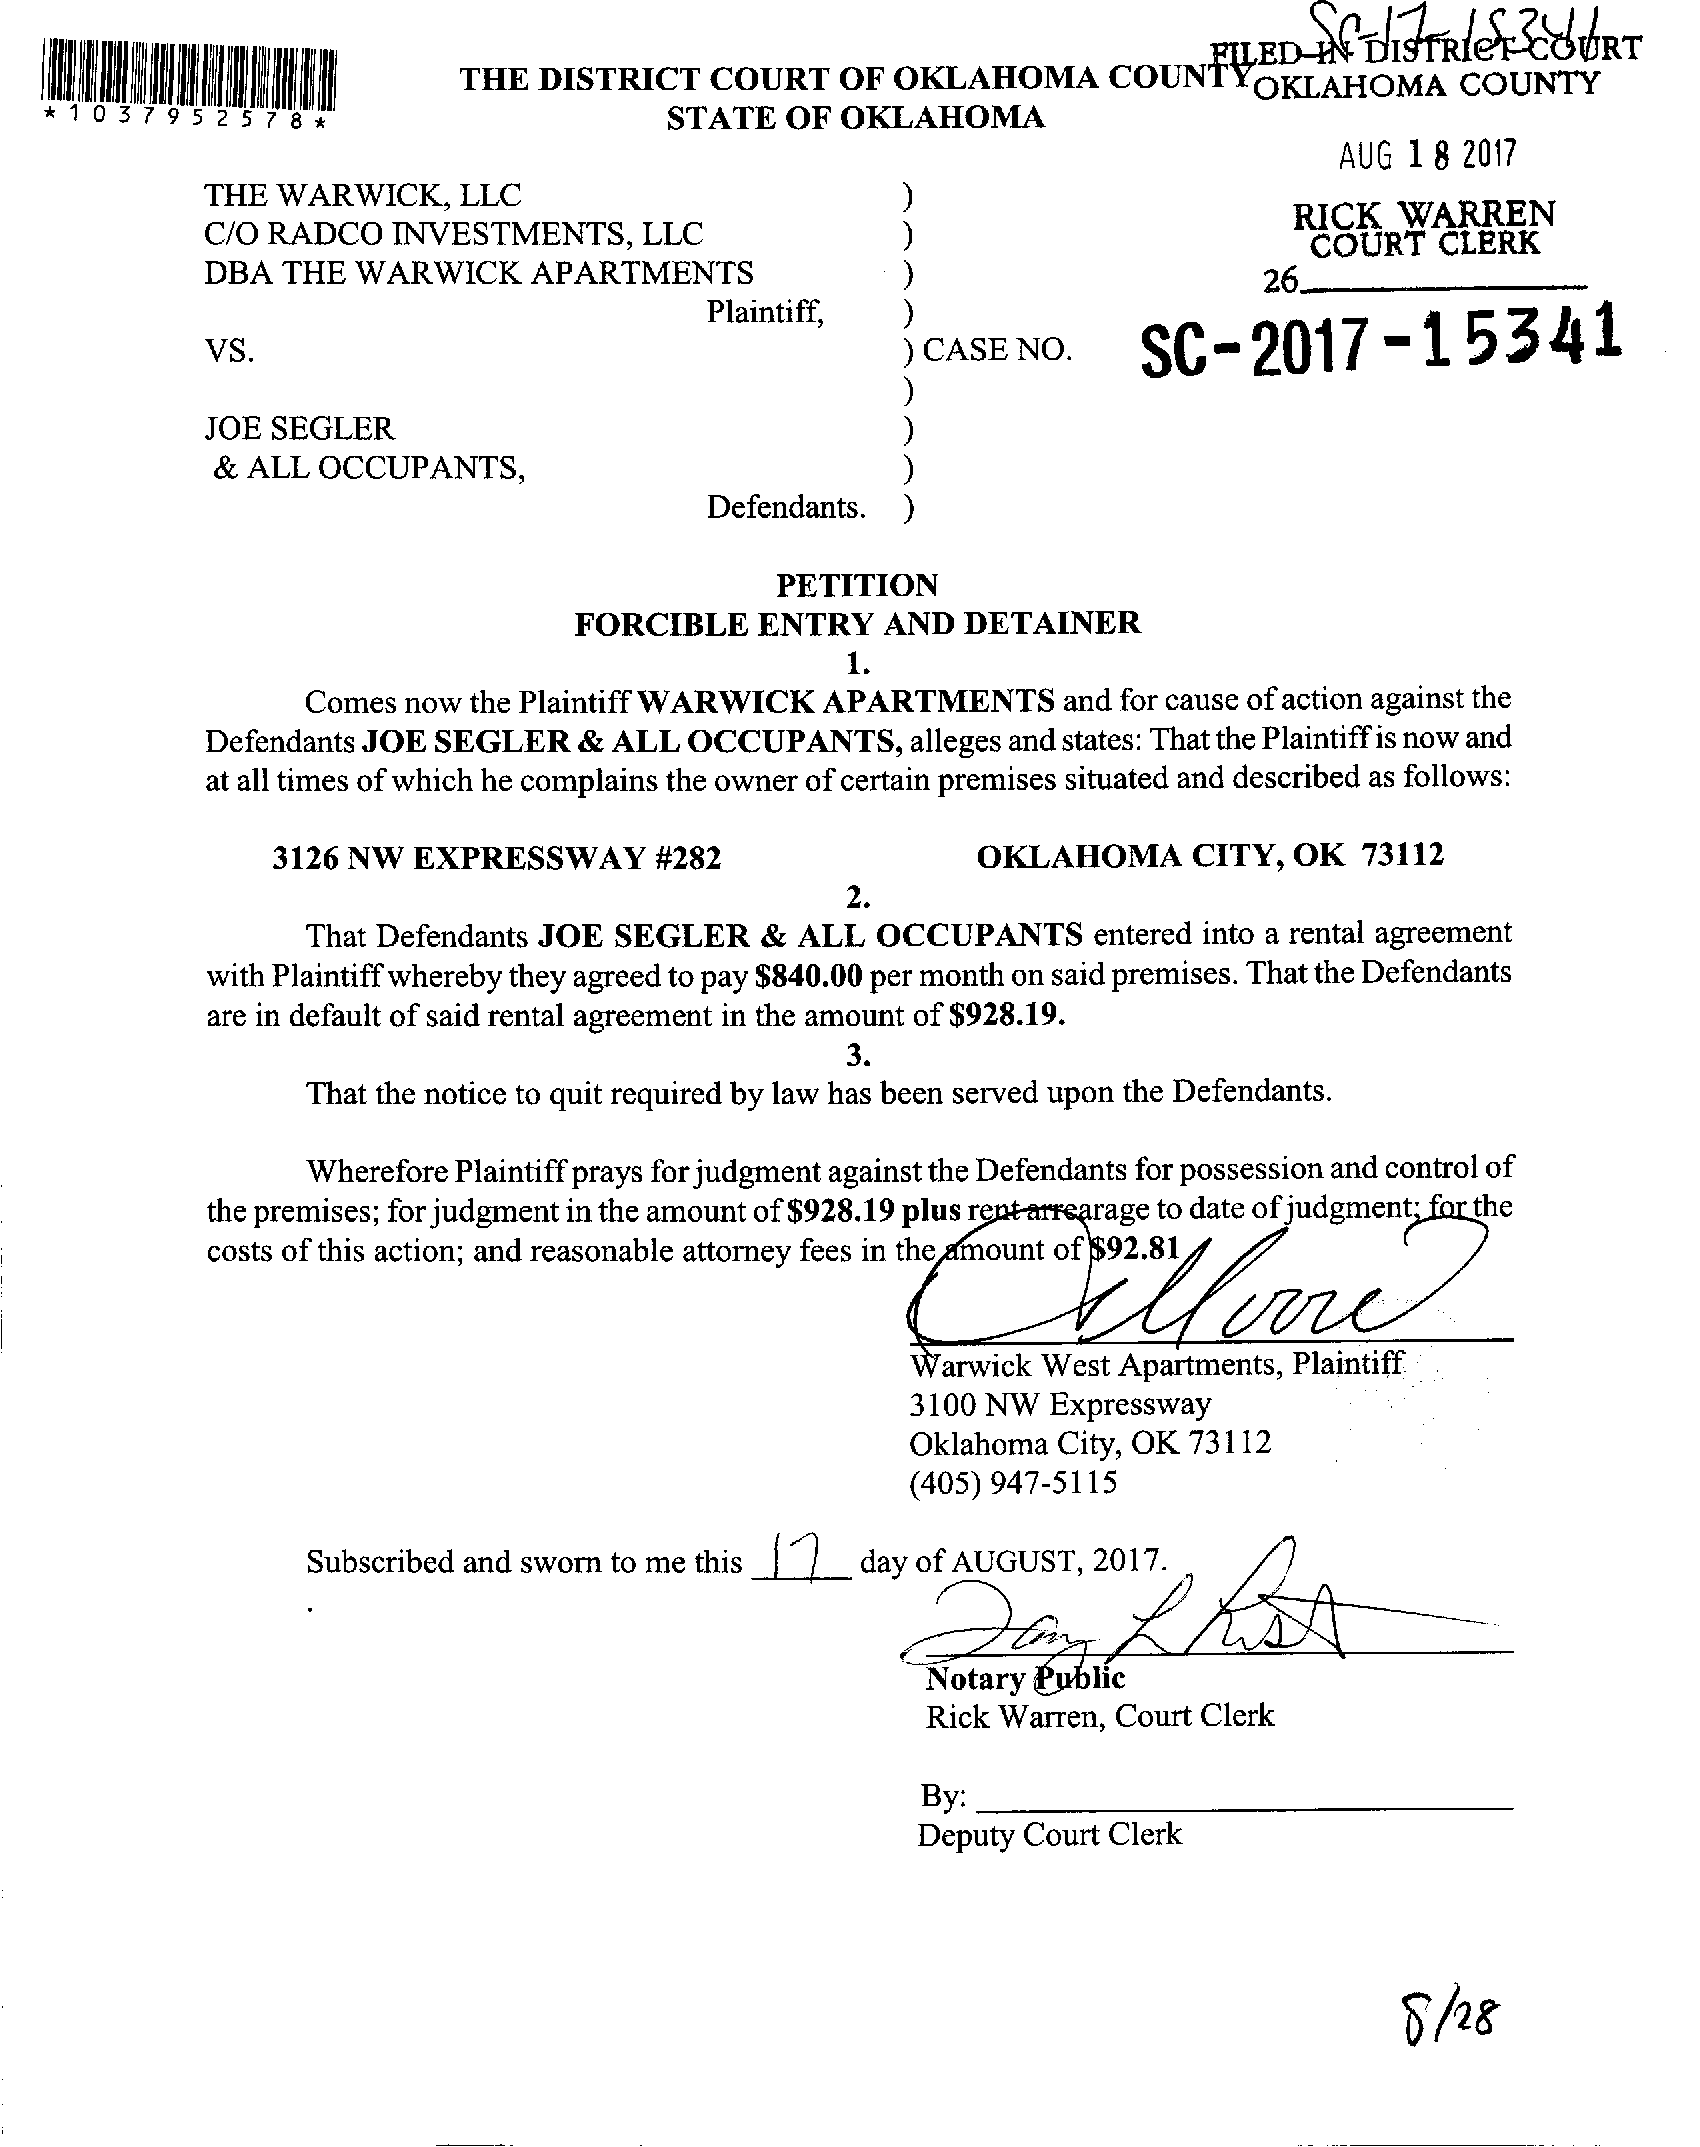 SC-17-15341
FILED IN DISTRICT COURT
OKLAHOMA COUNTY
*1037952578*
THE DISTRICT COURT OF OKLAHOMA COUNTY
STATE OF OKLAHOMA
AUG 18 2017
RICK WARREN
COURT CLERK
26
THE WARWICK, LLC )
C/O RADCO INVESTMENTS, LLC )
DBA THE WARWICK APARTMENTS )
Plaintiff, )
VS. ) CASE NO. SC-2017-15341
)
JOE SEGLER )
& ALL OCCUPANTS, )
Defendants. )
PETITION
FORCIBLE ENTRY AND DETAINER
1.
Comes now the Plaintiff WARWICK APARTMENTS and for cause of action against the
Defendants JOE SEGLER & ALL OCCUPANTS, alleges and states: That the Plaintiff is now and
at all times of which he complains the owner of certain premises situated and described as follows:
3126 NW EXPRESSWAY #282 OKLAHOMA CITY, OK 73112
2.
That Defendants JOE SEGLER & ALL OCCUPANTS entered into a rental agreement
with Plaintiff whereby they agreed to pay $840.00 per month on said premises. That the Defendants
are in default of said rental agreement in the amount of $928.19.
3.
That the notice to quit required by law has been served upon the Defendants.
Wherefore Plaintiff prays for judgment against the Defendants for possession and control of
the premises; for judgment in the amount of $928.19 plus rent arrearage to date of judgment; for the
costs of this action; and reasonable attorney fees in the amount of $92.81
Warwick West Apartments, Plaintiff
3100 NW Expressway
Oklahoma City, OK 73112
(405) 947-5115
Subscribed and sworn to me this 17 day of AUGUST, 2017.
Notary Public
Rick Warren, Court Clerk
By:
Deputy Court Clerk
8/28